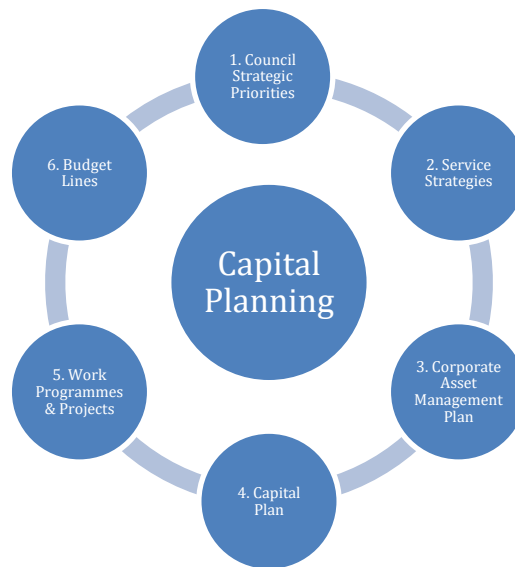 1. Council
Strategic
Priorities
2. Service
Strategies
3. Corporate
Asset
Management
Plan
4. Capital
Plan
5. Work
Programmes
& Projects
6. Budget
Lines
Capital
Planning